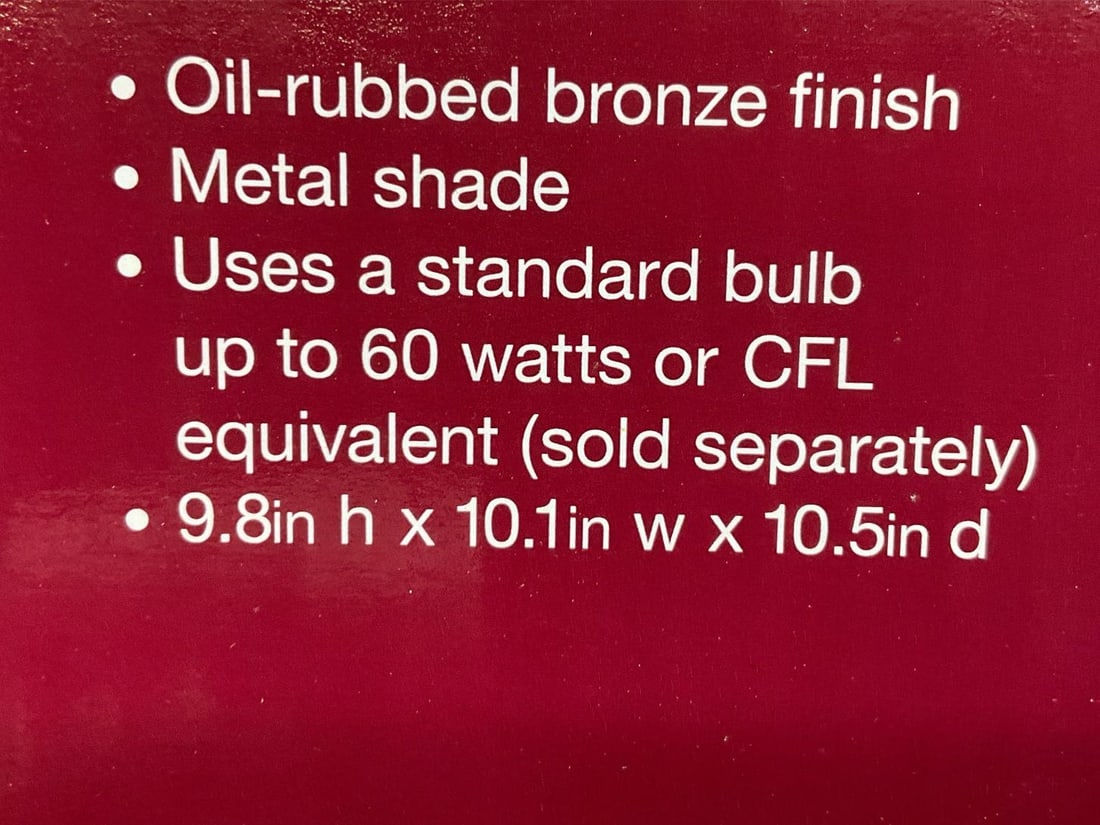 • Oil-rubbed bronze finish
• Metal shade
• Uses a standard bulb
up to 60 watts or CFL
equivalent (sold separately)
• 9.8in h x 10.1in w x 10.5in d